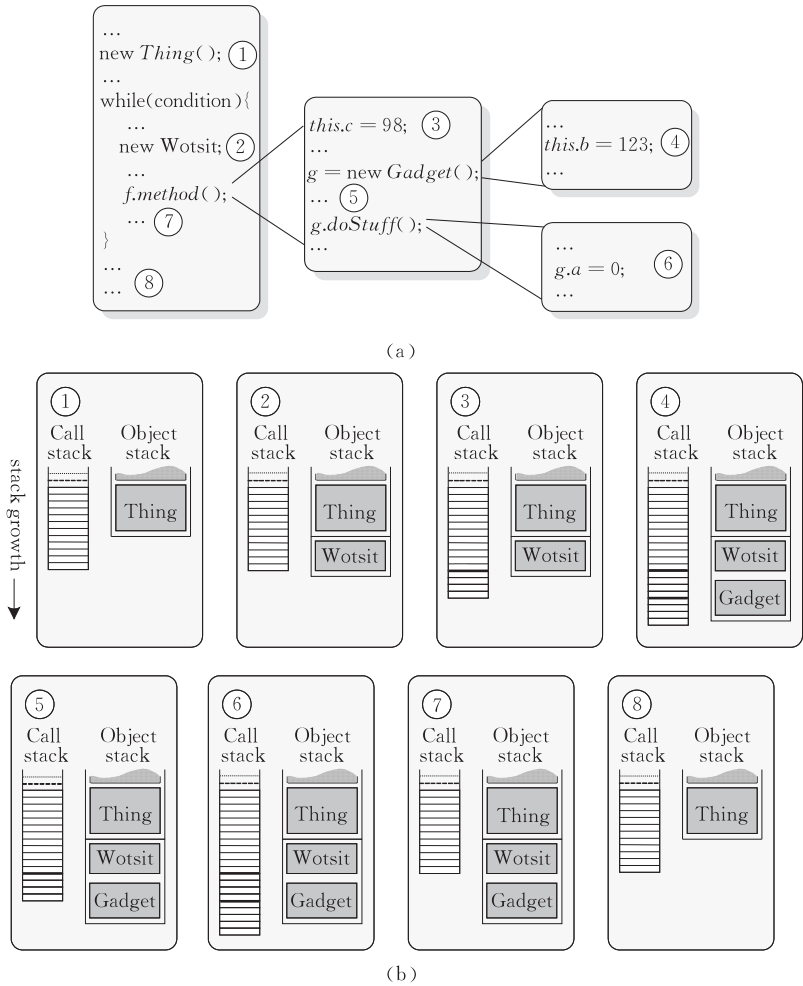 ...
new Thing( ); ①
...
while(condition){
...
new Wotsit; ②
...
f.method( );
... ⑦
}
...
... ⑧
this.c = 98; ③
...
g = new Gadget( );
... ⑤
g.doStuff( );
...
...
this.b = 123; ④
...
...
g.a = 0; ⑥
...
(a)
stack growth
①
Call stack
Object stack
Thing
②
Call stack
Object stack
Thing
Wotsit
③
Call stack
Object stack
Thing
Wotsit
④
Call stack
Object stack
Thing
Wotsit
Gadget
⑤
Call stack
Object stack
Thing
Wotsit
Gadget
⑥
Call stack
Object stack
Thing
Wotsit
Gadget
⑦
Call stack
Object stack
Thing
Wotsit
Gadget
⑧
Call stack
Object stack
Thing
(b)